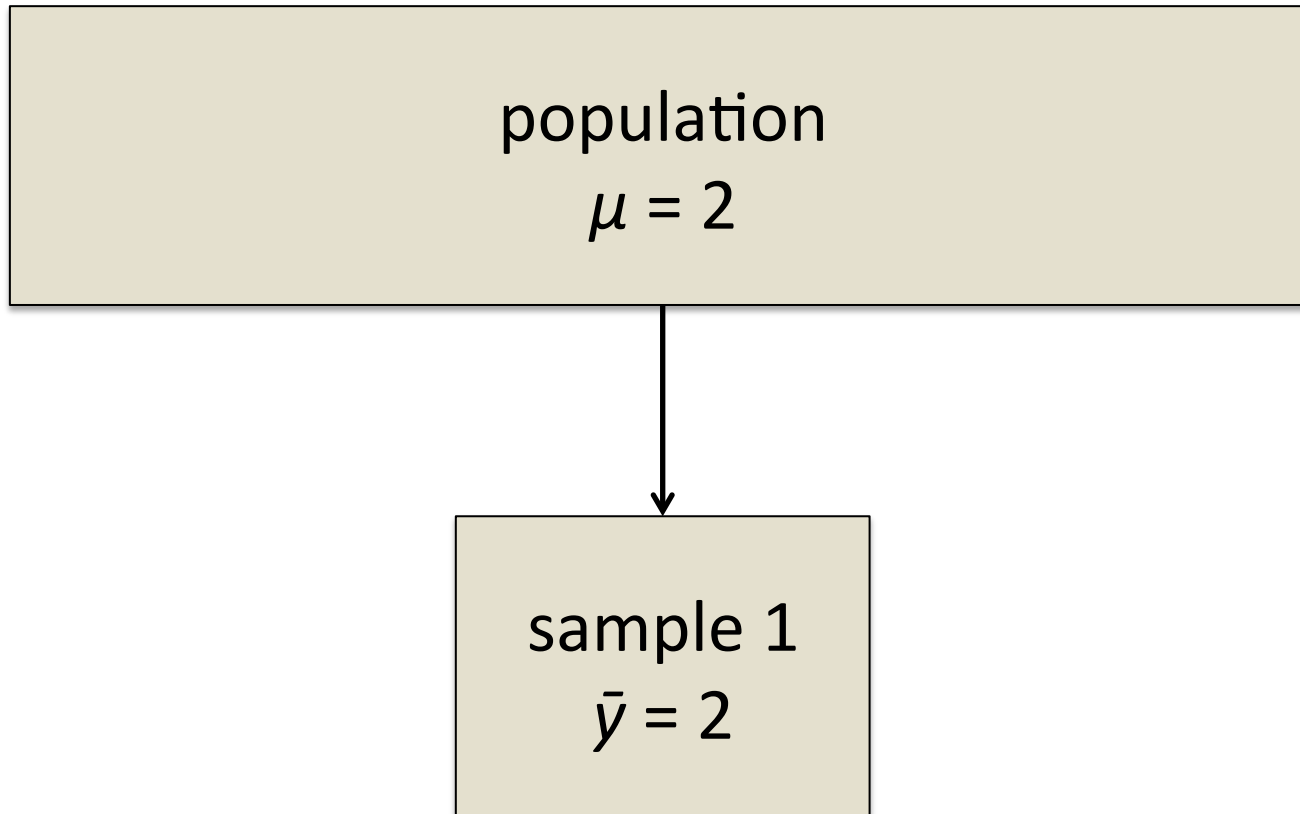 population
μ = 2
sample 1
ȳ = 2